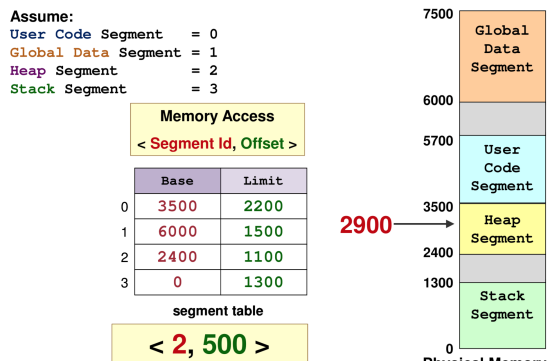 Assume:
User Code Segment = 0
Global Data Segment = 1
Heap Segment = 2
Stack Segment = 3
Memory Access
< Segment Id, Offset >
Base Limit
0 3500 2200
1 6000 1500
2 2400 1100
3 0 1300
segment table
< 2, 500 >
2900
7500
Global
Data
Segment
6000
5700
User
Code
Segment
3500
Heap
Segment
2400
1300
Stack
Segment
0
Physical Memory